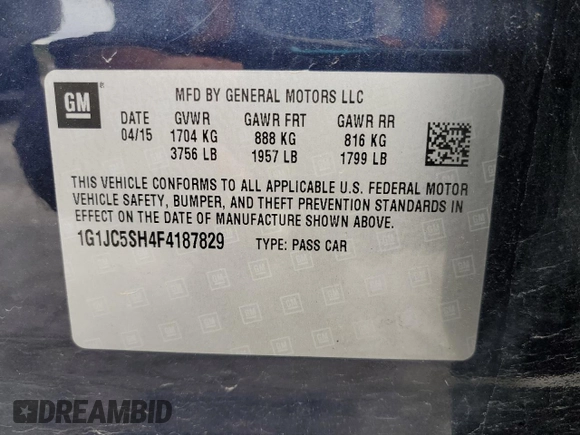 GM
MFD BY GENERAL MOTORS LLC
DATE GVWR GAWR FRT GAWR RR
04/15 1704 KG 888 KG 816 KG
3756 LB 1957 LB 1799 LB
THIS VEHICLE CONFORMS TO ALL APPLICABLE U.S. FEDERAL MOTOR
VEHICLE SAFETY, BUMPER, AND THEFT PREVENTION STANDARDS IN
EFFECT ON THE DATE OF MANUFACTURE SHOWN ABOVE.
1G1JC5SH4F4187829 TYPE: PASS CAR
DREAMBID